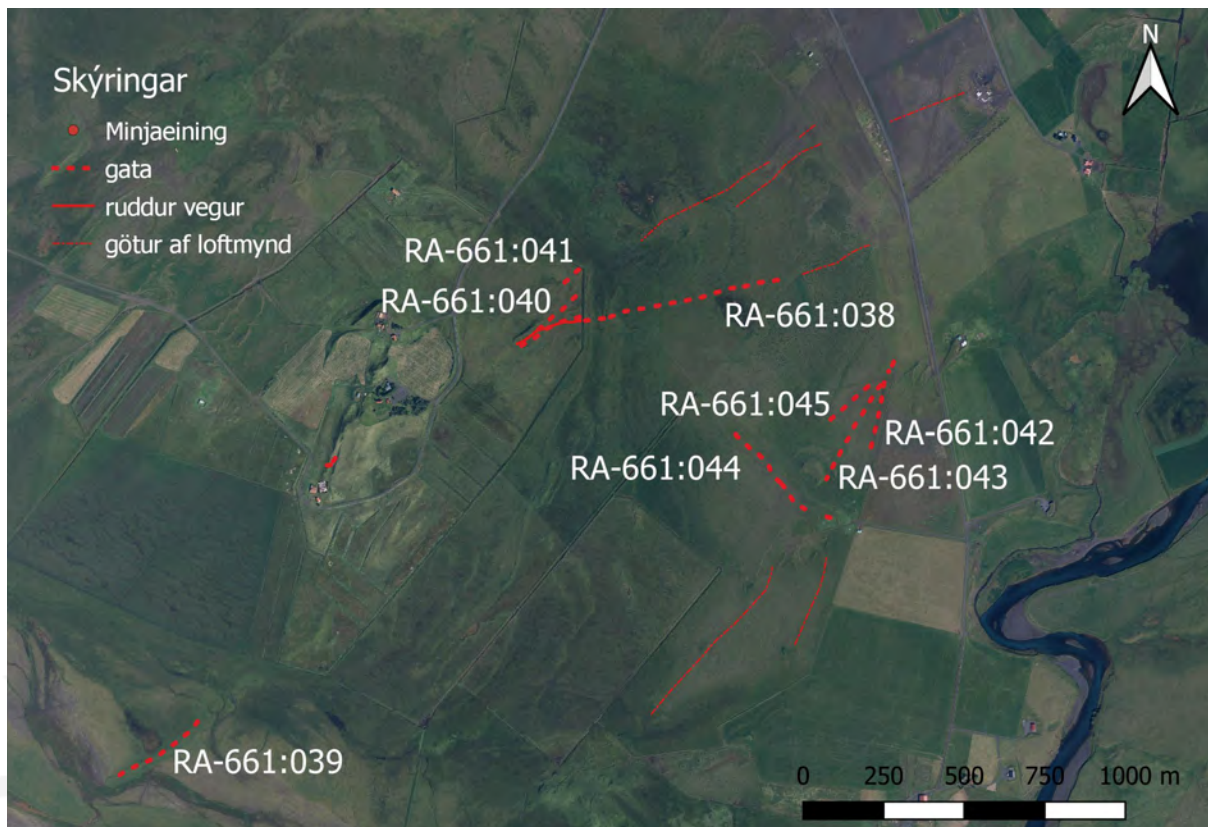 N
Skýringar
Minjaeining
gata
ruddur vegur
götur af loftmynd
RA-661:041
RA-661:040
RA-661:038
RA-661:045
RA-661:042
RA-661:044
RA-661:043
RA-661:039
0 250 500 750 1000 m